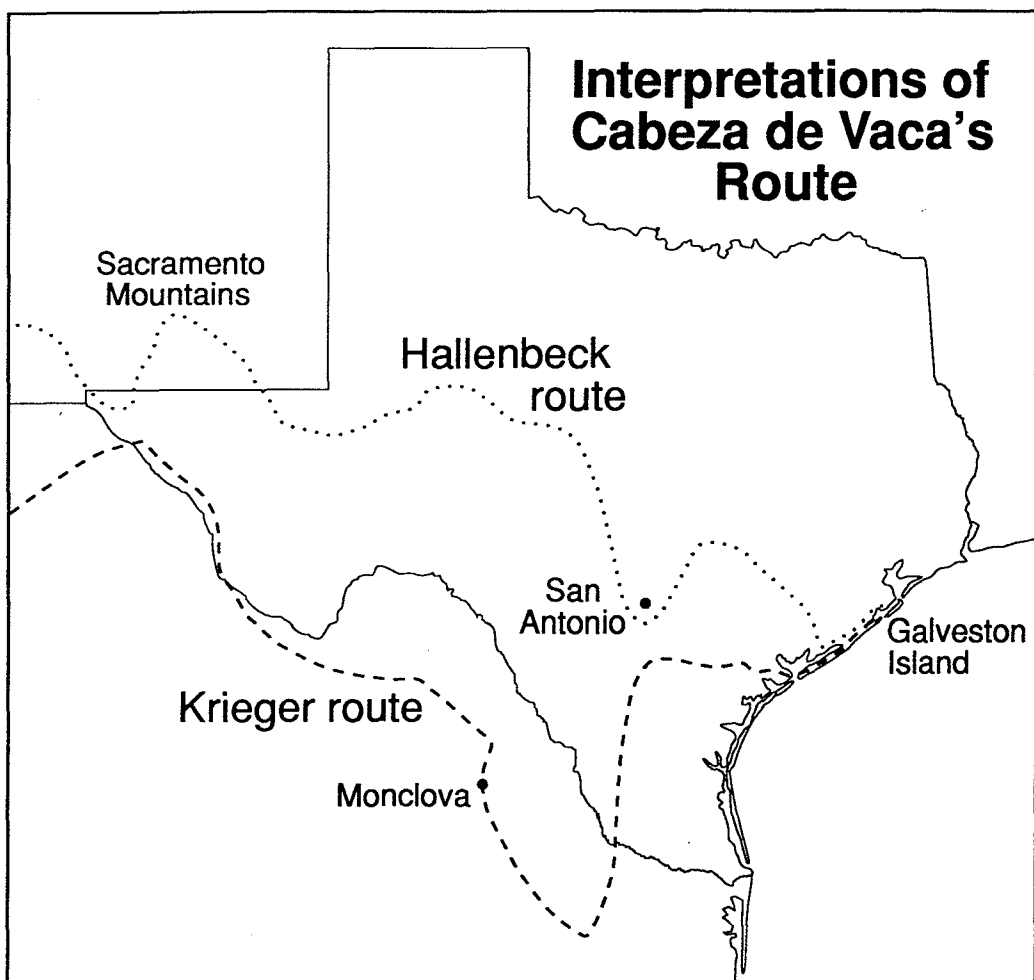 Interpretations of
Cabeza de Vaca's
Route
Sacramento
Mountains
Hallenbeck
route
San
Antonio
Galveston
Island
Krieger route
Monclova